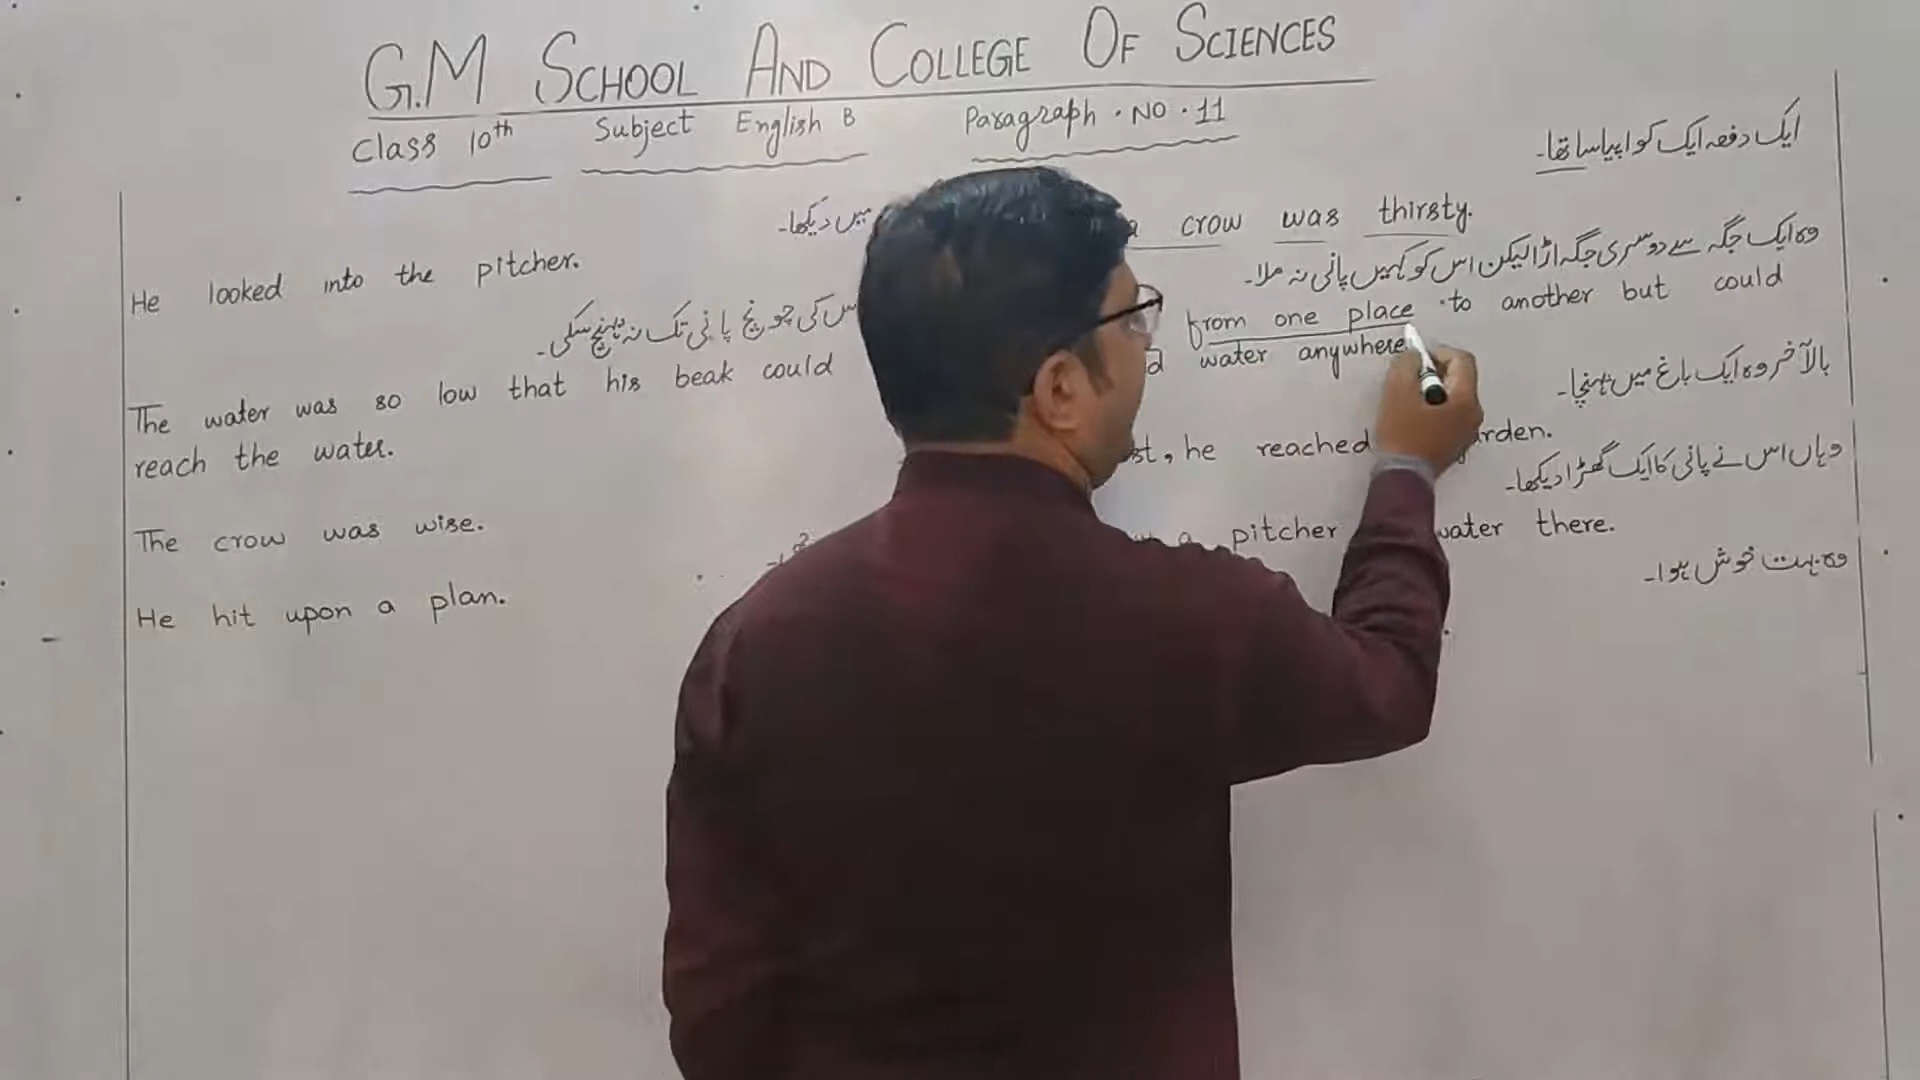 G.M SCHOOL AND COLLEGE OF SCIENCES
Class 10th Subject English B Paragraph . NO . 11
ایک دفعہ ایک کوا پیاسا تھا۔
a crow was thirsty.
وہ ایک جگہ سے دوسری جگہ اڑا لیکن اس کو کہیں پانی نہ ملا۔
from one place to another but could
water anywhere.
بالآخر وہ ایک باغ میں پہنچا۔
he reached
وہاں اس نے پانی کا ایک گھڑا دیکھا۔
a pitcher water there.
وہ بہت خوش ہوا۔
میں دیکھا۔
He looked into the pitcher.
کی چونچ پانی تک نہ پہنچ سکی۔
The water was so low that his beak could
reach the water.
The crow was wise.
He hit upon a plan.